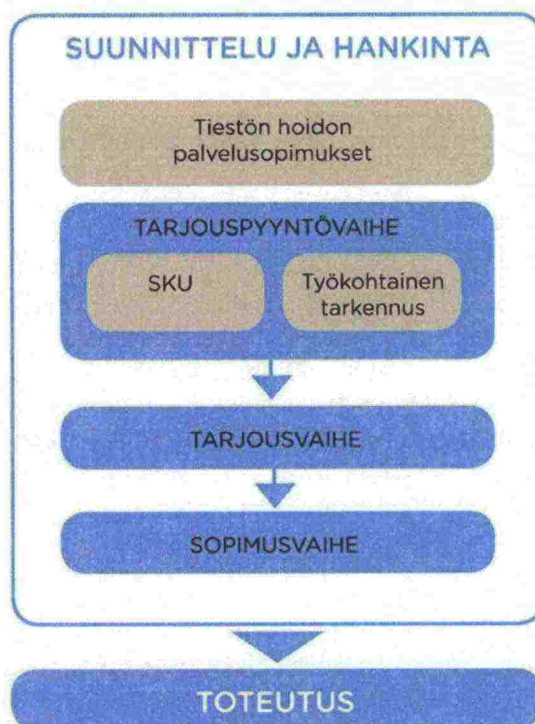 SUUNNITTELU JA HANKINTA
Tiestön hoidon
palvelusopimukset
TARJOUSPYYNTÖVAIHE
SKU
Työkohtainen
tarkennus
TARJOUSVAIHE
SOPIMUSVAIHE
TOTEUTUS